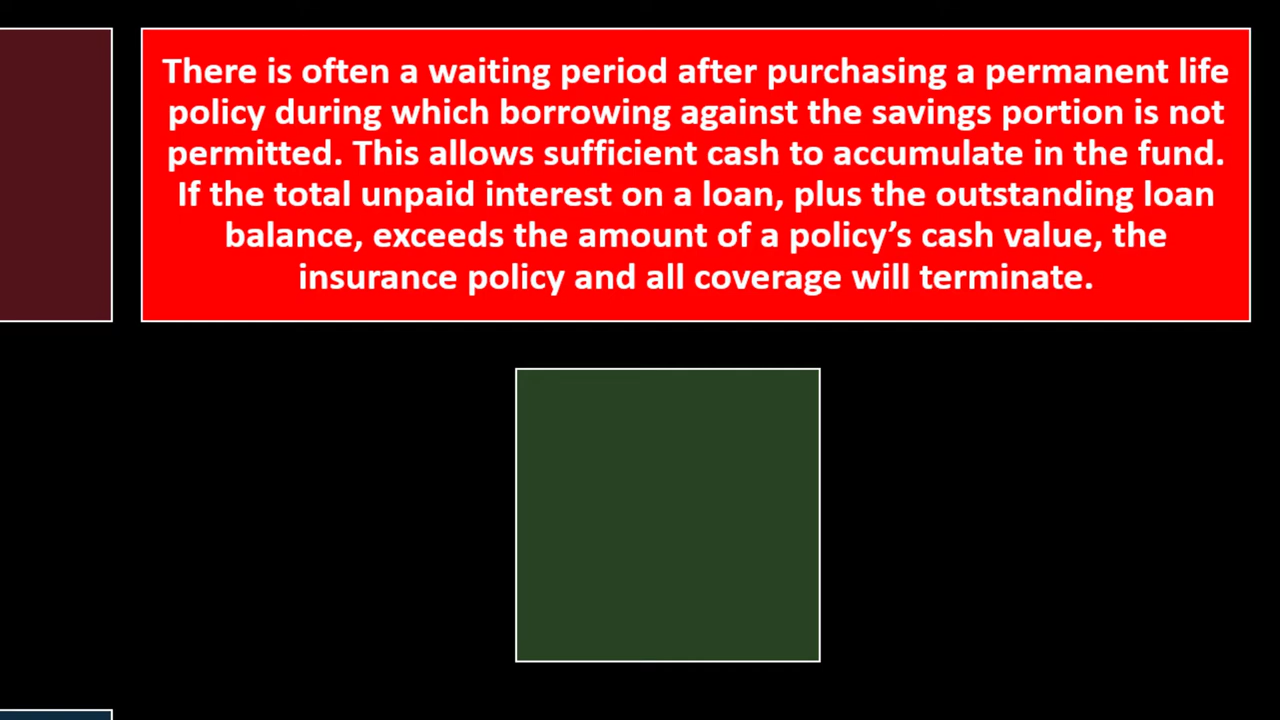 There is often a waiting period after purchasing a permanent life
policy during which borrowing against the savings portion is not
permitted. This allows sufficient cash to accumulate in the fund.
If the total unpaid interest on a loan, plus the outstanding loan
balance, exceeds the amount of a policy’s cash value, the
insurance policy and all coverage will terminate.